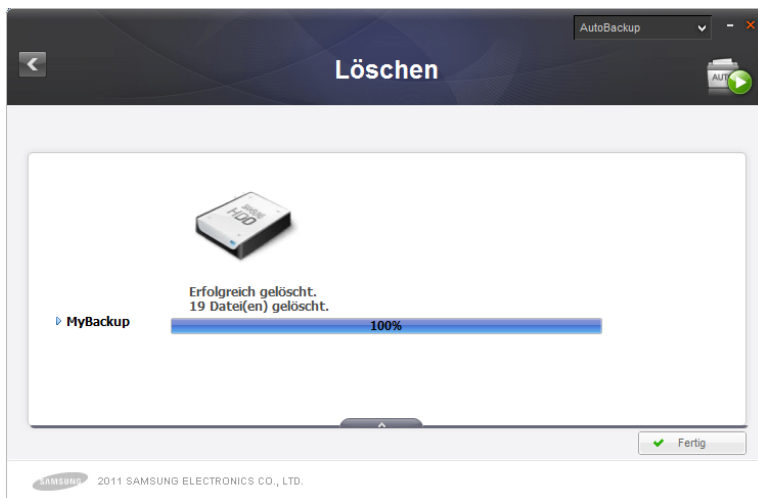 AutoBackup
Löschen
AUT
SAMSUNG
HDD
Erfolgreich gelöscht.
19 Datei(en) gelöscht.
MyBackup
100%
Fertig
SAMSUNG
2011 SAMSUNG ELECTRONICS CO., LTD.